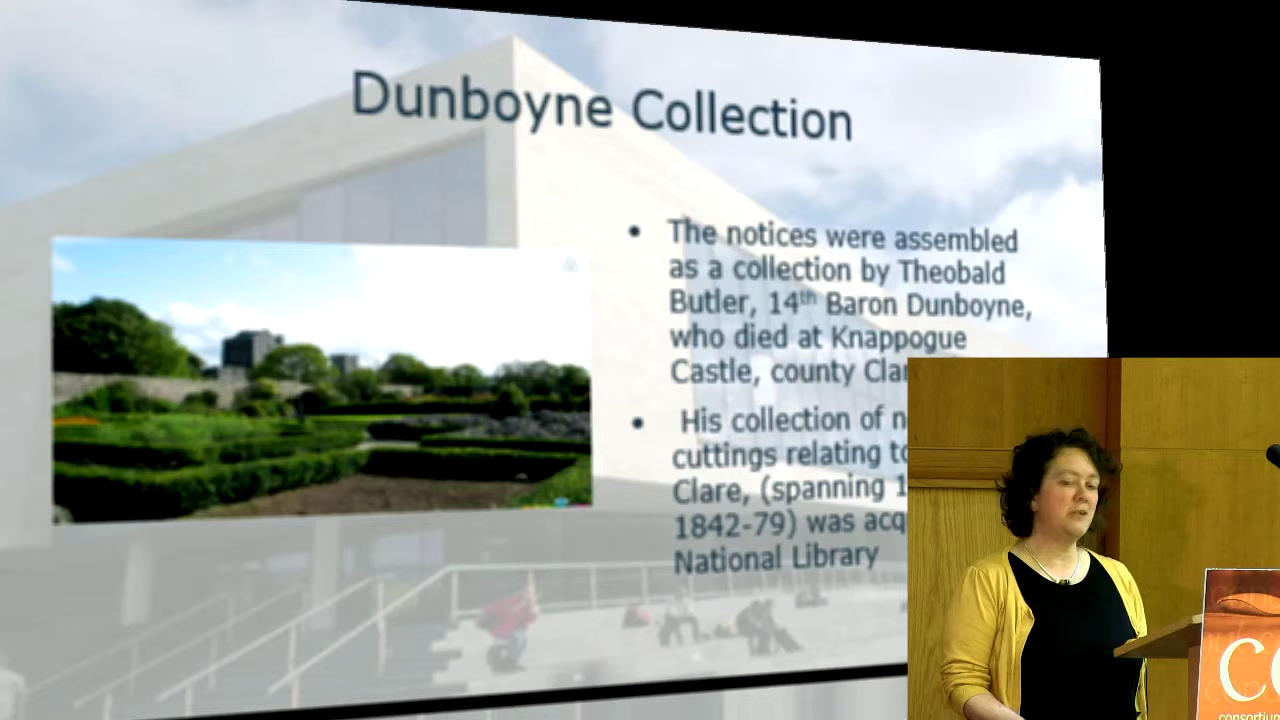 Dunboyne Collection
• The notices were assembled
as a collection by Theobald
Butler, 14th Baron Dunboyne,
who died at Knappogue
Castle, county
• His collection of
cuttings relating
Clare, (spanning
1842-79) was
National Library